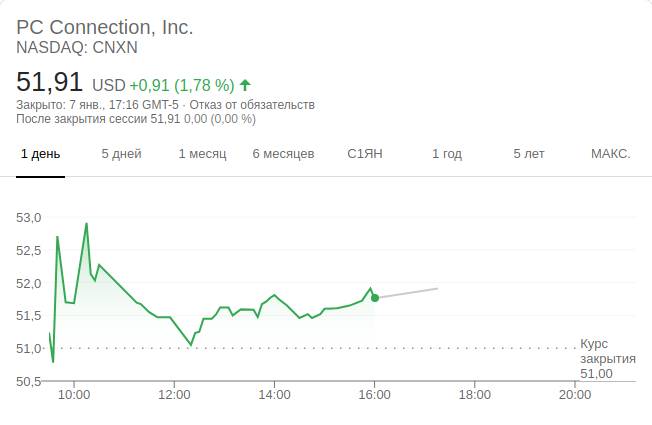 PC Connection, Inc.
NASDAQ: CNXN
51,91 USD +0,91 (1,78 %)
Закрыто: 7 янв., 17:16 GMT-5 · Отказ от обязательств
После закрытия сессии 51,91 0,00 (0,00 %)
1 день 5 дней 1 месяц 6 месяцев С1ЯН 1 год 5 лет МАКС.
53,0
52,5
52,0
51,5
51,0
Курс
закрытия
51,00
50,5
10:00 12:00 14:00 16:00 18:00 20:00